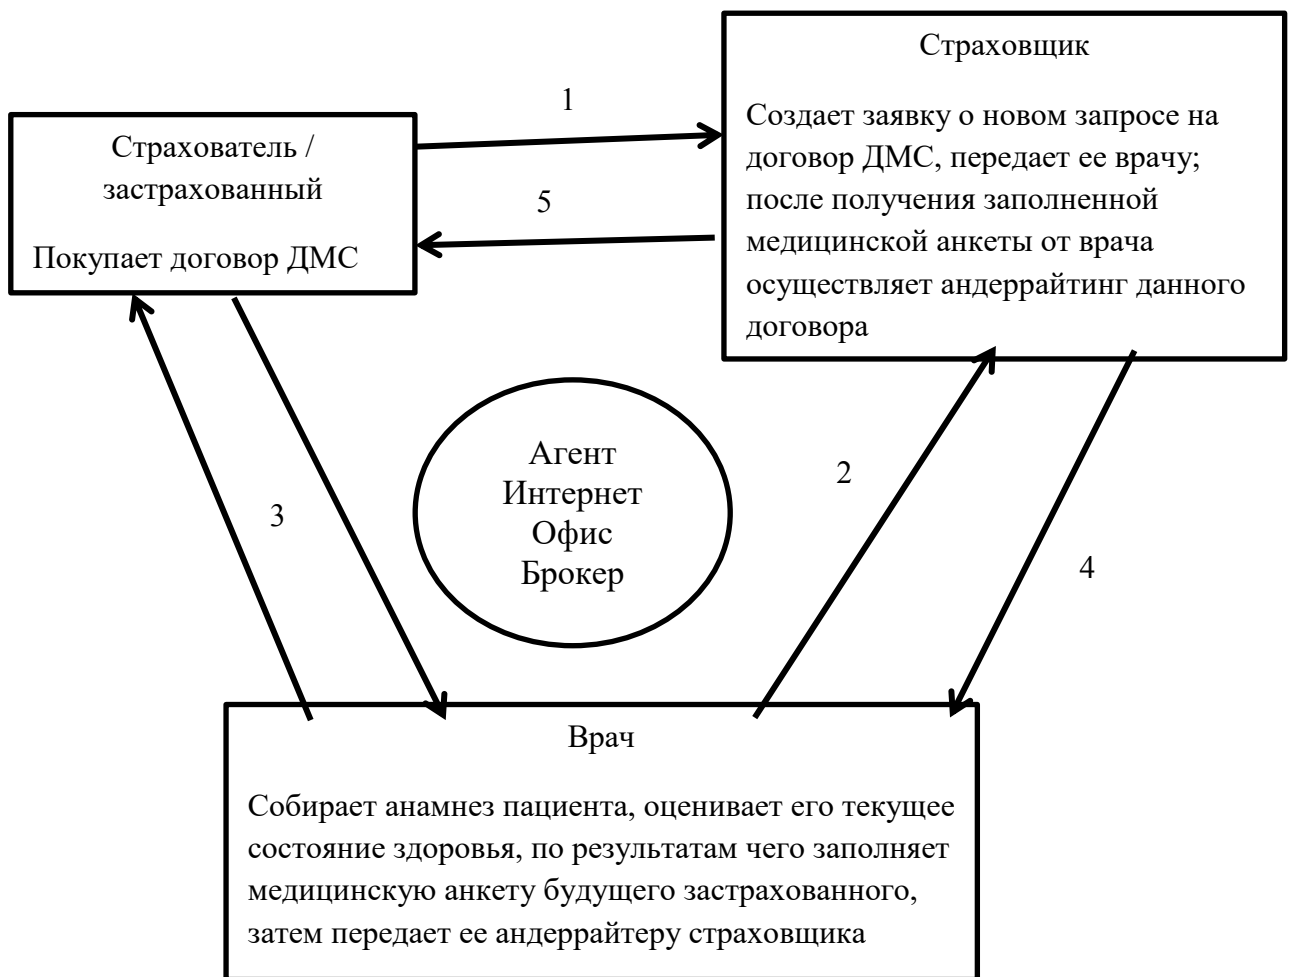 Страховщик
Создает заявку о новом запросе на
договор ДМС, передает ее врачу;
после получения заполненной
медицинской анкеты от врача
осуществляет андеррайтинг данного
договора
1
5
Страхователь /
застрахованный
Покупает договор ДМС
Агент
Интернет
Офис
Брокер
3
2
4
Врач
Собирает анамнез пациента, оценивает его текущее
состояние здоровья, по результатам чего заполняет
медицинскую анкету будущего застрахованного,
затем передает ее андеррайтеру страховщика